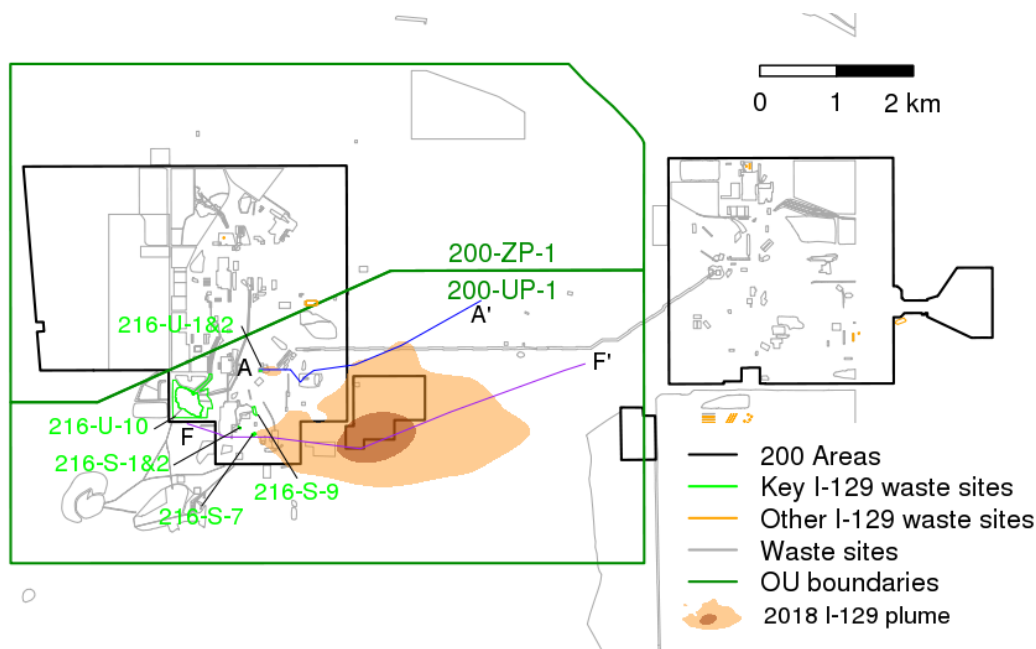 0 1 2 km
200-ZP-1
200-UP-1
A'
216-U-1&2
A
F'
216-U-10
F
216-S-1&2
216-S-9
216-S-7
200 Areas
Key I-129 waste sites
Other I-129 waste sites
Waste sites
OU boundaries
2018 I-129 plume